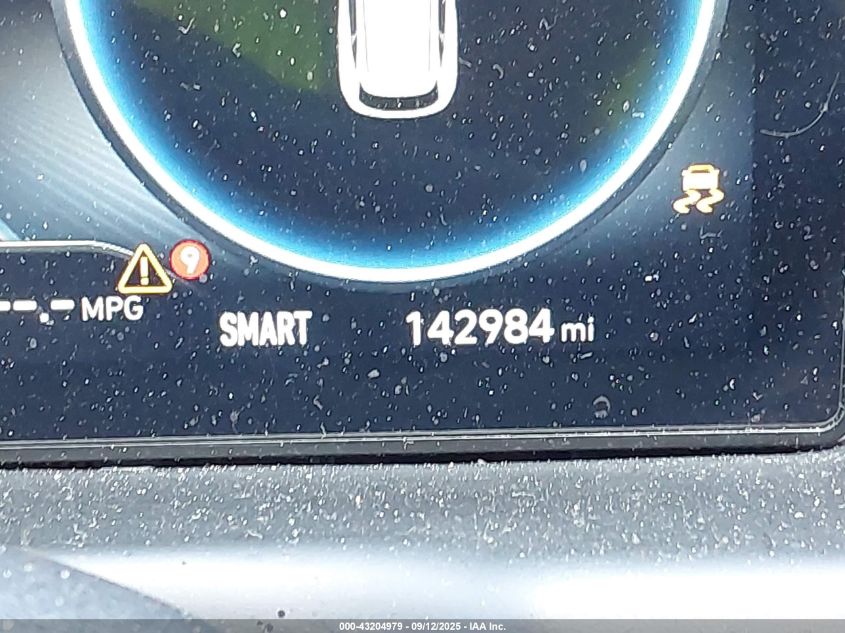 9
--.- MPG
SMART 142984 mi
000-43204979 - 09/12/2025 - IAA Inc.